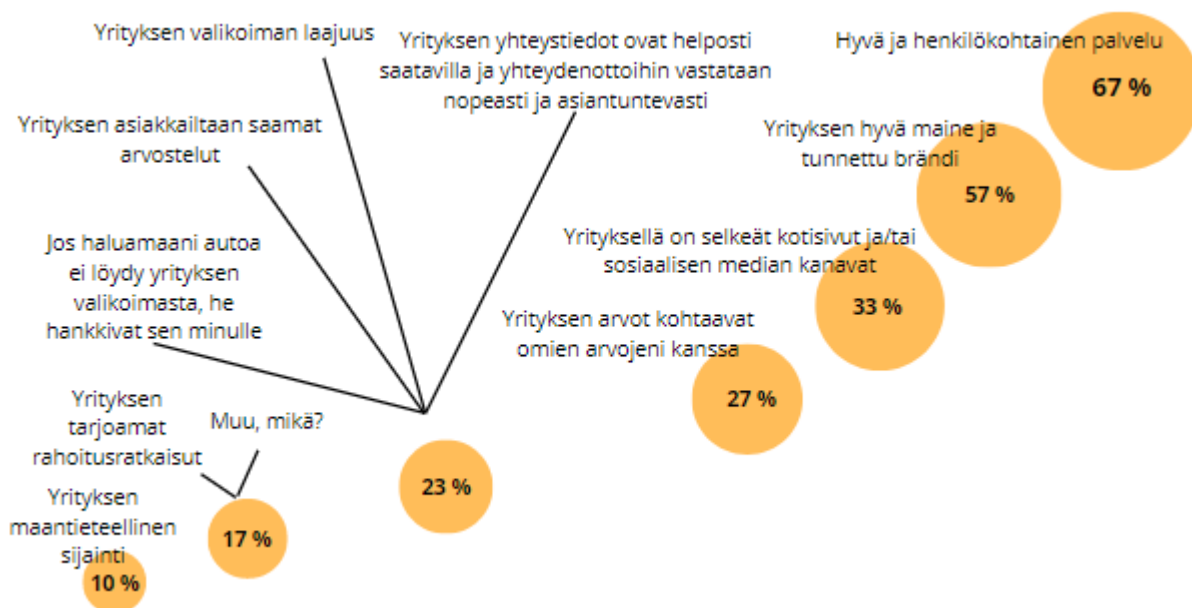 Yrityksen valikoiman laajuus
Yrityksen yhteystiedot ovat helposti
saatavilla ja yhteydenottoihin vastataan
nopeasti ja asiantuntevasti
Hyvä ja henkilökohtainen palvelu
67 %
Yrityksen asiakkailtaan saamat
arvostelut
Yrityksen hyvä maine ja
tunnettu brändi
57 %
Jos haluamaani autoa
ei löydy yrityksen
valikoimasta, he
hankkivat sen minulle
Yrityksellä on selkeät kotisivut ja/tai
sosiaalisen median kanavat
33 %
Yrityksen arvot kohtaavat
omien arvojeni kanssa
27 %
Yrityksen
tarjoamat
rahoitusratkaisut
Muu, mikä?
23 %
17 %
Yrityksen
maantieteellinen
sijainti
10 %